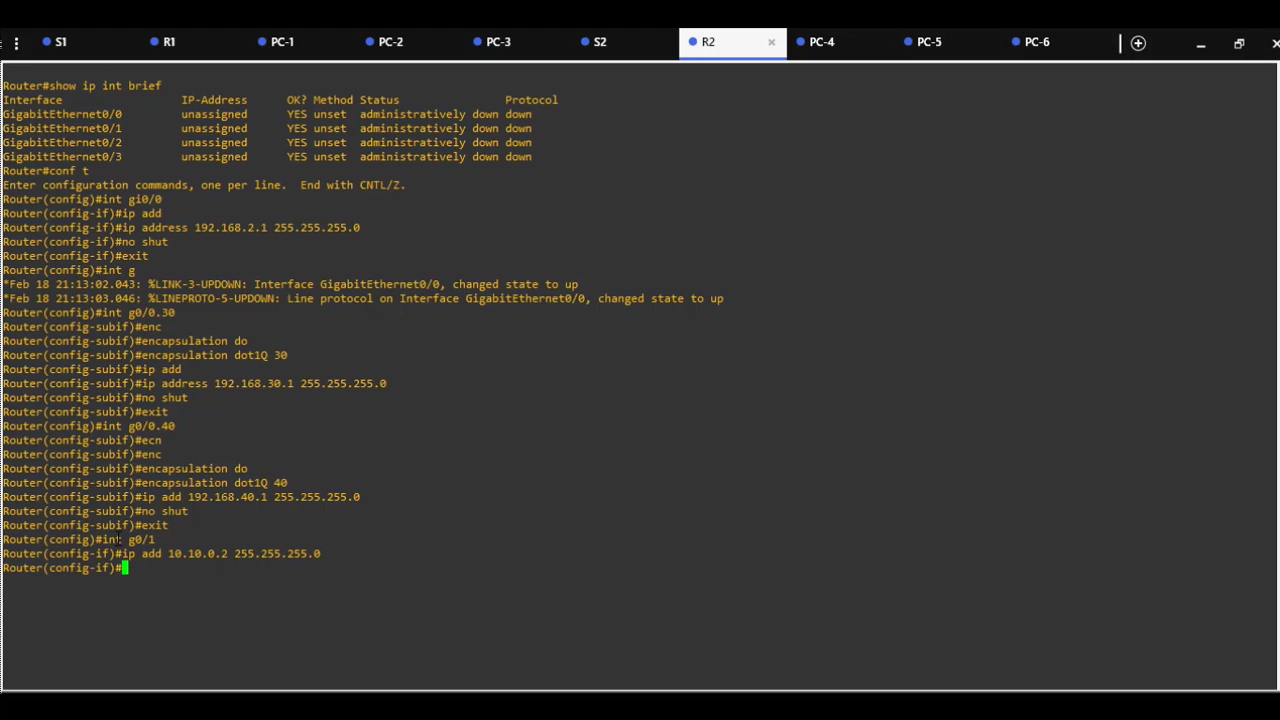 S1 R1 PC-1 PC-2 PC-3 S2 R2 PC-4 PC-5 PC-6
Router#show ip int brief
Interface IP-Address OK? Method Status Protocol
GigabitEthernet0/0 unassigned YES unset administratively down down
GigabitEthernet0/1 unassigned YES unset administratively down down
GigabitEthernet0/2 unassigned YES unset administratively down down
GigabitEthernet0/3 unassigned YES unset administratively down down
Router#conf t
Enter configuration commands, one per line. End with CNTL/Z.
Router(config)#int gi0/0
Router(config-if)#ip add
Router(config-if)#ip address 192.168.2.1 255.255.255.0
Router(config-if)#no shut
Router(config-if)#exit
Router(config)#int g
*Feb 18 21:13:02.043: %LINK-3-UPDOWN: Interface GigabitEthernet0/0, changed state to up
*Feb 18 21:13:03.046: %LINEPROTO-5-UPDOWN: Line protocol on Interface GigabitEthernet0/0, changed state to up
Router(config)#int g0/0.30
Router(config-subif)#enc
Router(config-subif)#encapsulation do
Router(config-subif)#encapsulation dot1Q 30
Router(config-subif)#ip add
Router(config-subif)#ip address 192.168.30.1 255.255.255.0
Router(config-subif)#no shut
Router(config-subif)#exit
Router(config)#int g0/0.40
Router(config-subif)#ecn
Router(config-subif)#enc
Router(config-subif)#encapsulation do
Router(config-subif)#encapsulation dot1Q 40
Router(config-subif)#ip add 192.168.40.1 255.255.255.0
Router(config-subif)#no shut
Router(config-subif)#exit
Router(config)#int g0/1
Router(config-if)#ip add 10.10.0.2 255.255.255.0
Router(config-if)#